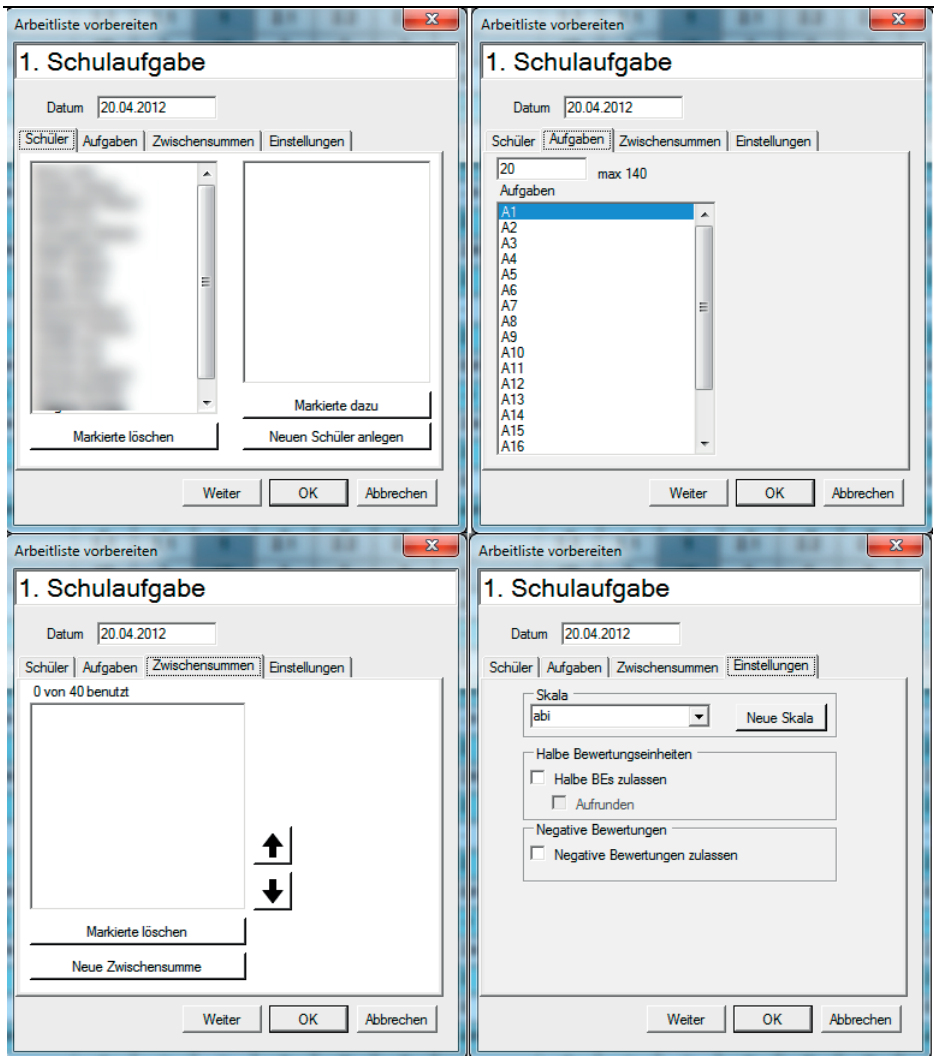 Arbeitliste vorbereiten
1. Schulaufgabe
Datum 20.04.2012
Schüler Aufgaben Zwischensummen Einstellungen
Markierte dazu
Markierte löschen Neuen Schüler anlegen
Weiter OK Abbrechen
Arbeitliste vorbereiten
1. Schulaufgabe
Datum 20.04.2012
Schüler Aufgaben Zwischensummen Einstellungen
20 max 140
Aufgaben
A1
A2
A3
A4
A5
A6
A7
A8
A9
A10
A11
A12
A13
A14
A15
A16
Weiter OK Abbrechen
Arbeitliste vorbereiten
1. Schulaufgabe
Datum 20.04.2012
Schüler Aufgaben Zwischensummen Einstellungen
0 von 40 benutzt
Markierte löschen
Neue Zwischensumme
Weiter OK Abbrechen
Arbeitliste vorbereiten
1. Schulaufgabe
Datum 20.04.2012
Schüler Aufgaben Zwischensummen Einstellungen
Skala
abi Neue Skala
Halbe Bewertungseinheiten
Halbe BEs zulassen
Aufrunden
Negative Bewertungen
Negative Bewertungen zulassen
Weiter OK Abbrechen